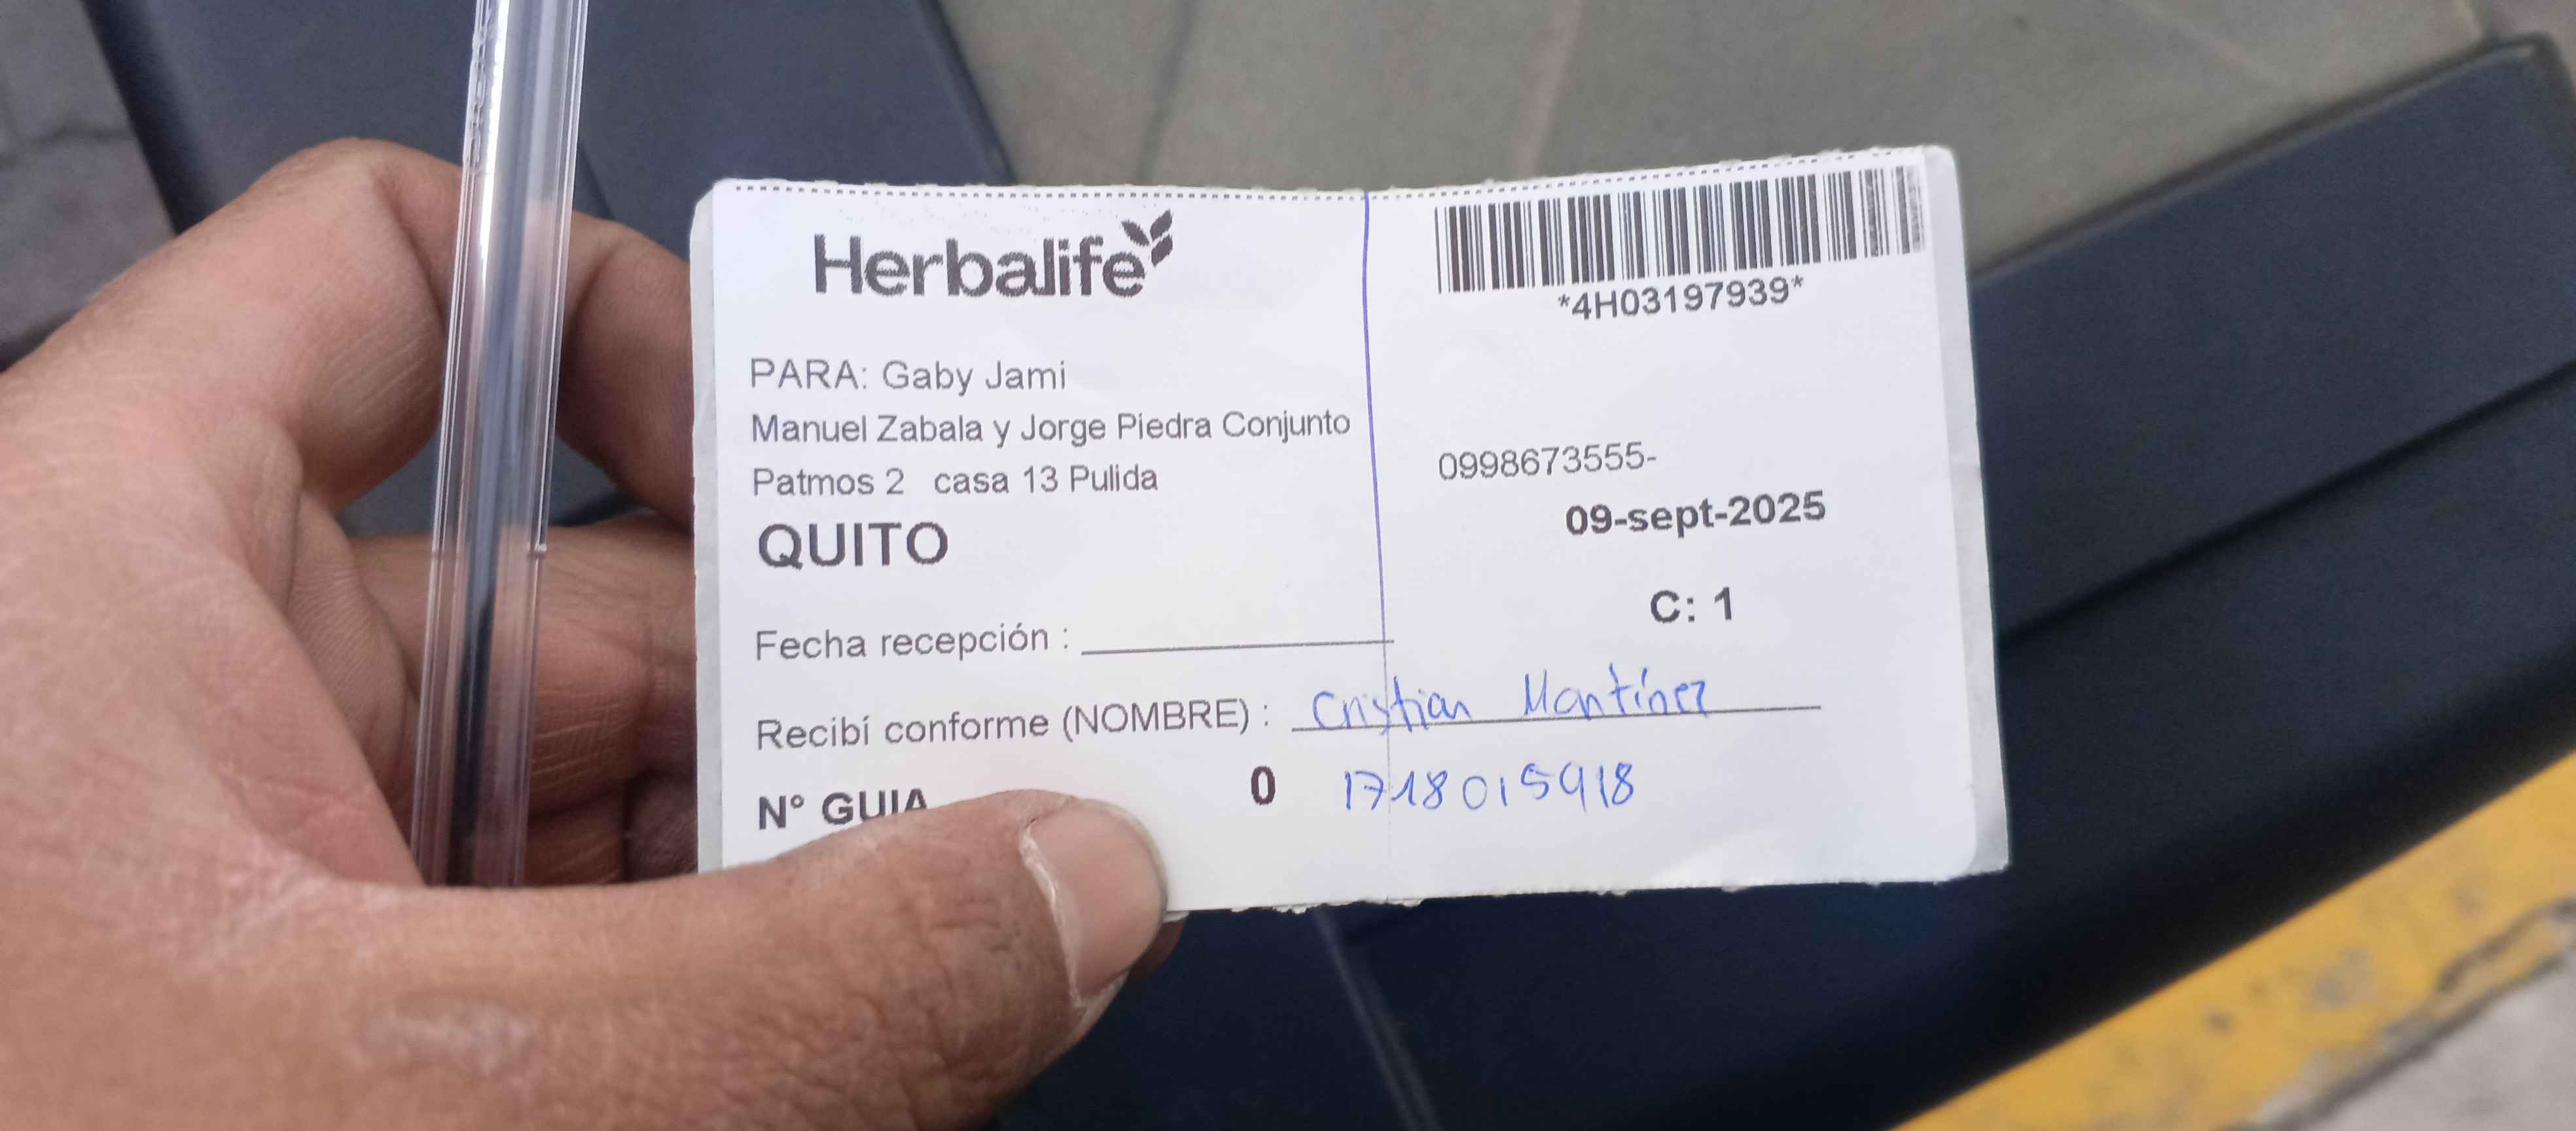 Herbalife
*4H03197939*
PARA: Gaby Jami
Manuel Zabala y Jorge Piedra Conjunto
Patmos 2 casa 13 Pulida
QUITO
0998673555-
09-sept-2025
C: 1
Fecha recepción :
Recibí conforme (NOMBRE) : Cristian Mantínez
N° GUIA 0 1718015918